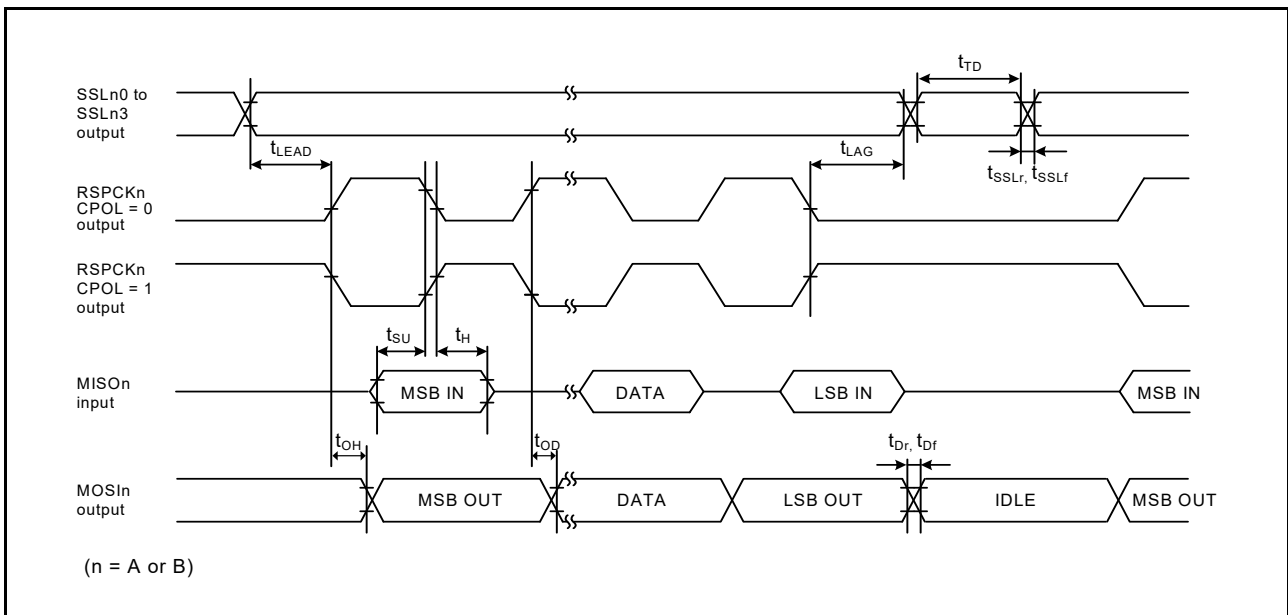 tTD
SSLn0 to
SSLn3
output
tLEAD
tLAG
tSSLr, tSSLf
RSPCKn
CPOL = 0
output
RSPCKn
CPOL = 1
output
tSU
tH
MISOn
input
MSB IN
DATA
LSB IN
MSB IN
tOH
tOD
tDr, tDf
MOSIn
output
MSB OUT
DATA
LSB OUT
IDLE
MSB OUT
(n = A or B)